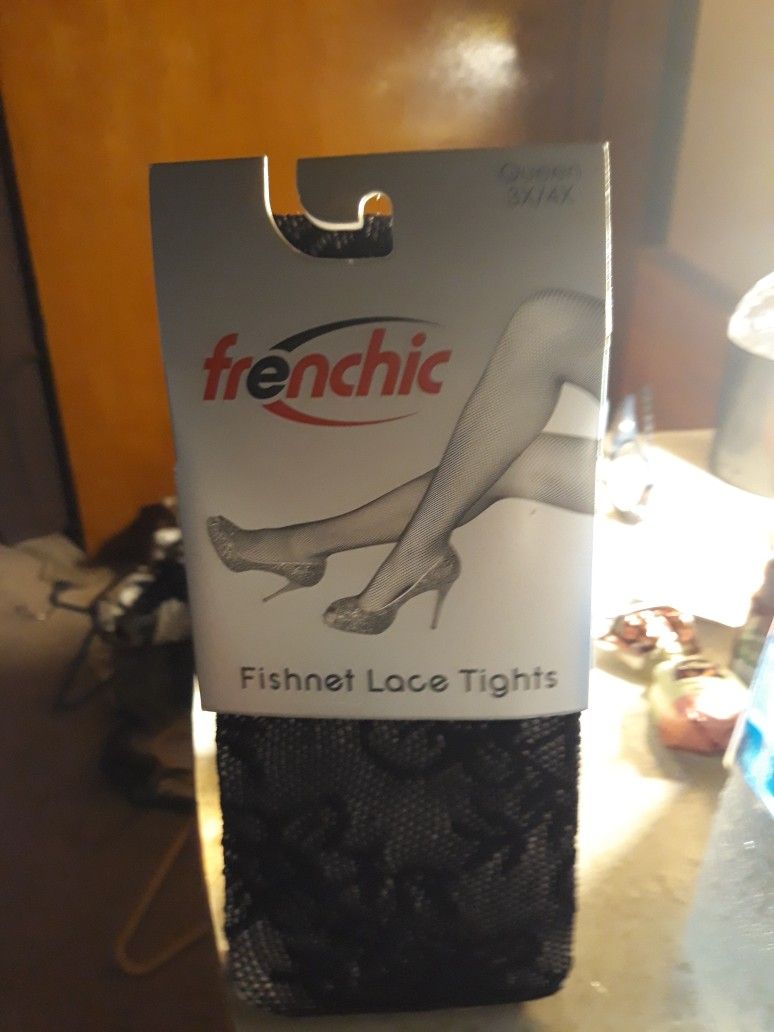 Queen
3X/4X
frenchic
Fishnet Lace Tights